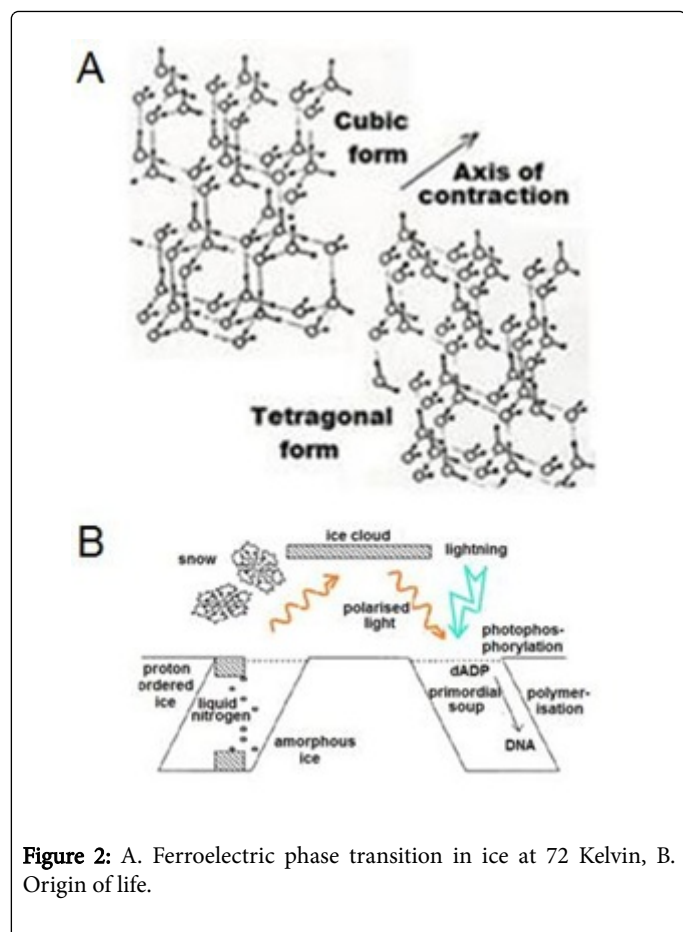 A
Cubic
form
Axis of
contraction
Tetragonal
form
B
ice cloud
snow
lightning
polarised
light
photophos-
phorylation
proton
ordered
ice
liquid
nitrogen
amorphous
ice
dADP
primordial
soup
polymer-
isation
DNA
Figure 2: A. Ferroelectric phase transition in ice at 72 Kelvin, B.
Origin of life.